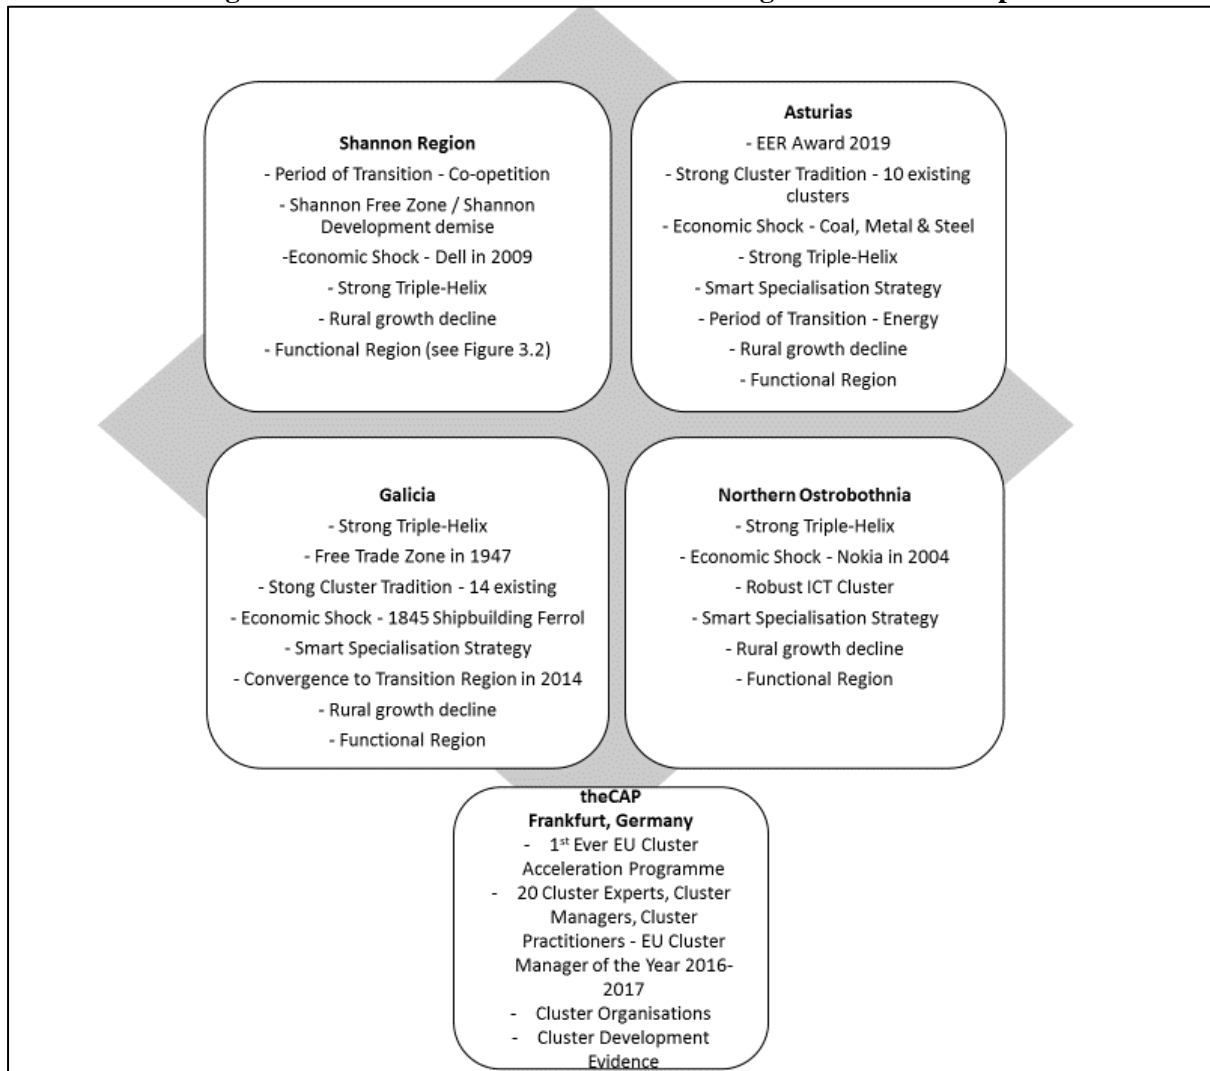 Shannon Region
- Period of Transition - Co-opetition
- Shannon Free Zone / Shannon
Development demise
-Economic Shock - Dell in 2009
- Strong Triple-Helix
- Rural growth decline
- Functional Region (see Figure 3.2)
Asturias
- EER Award 2019
- Strong Cluster Tradition - 10 existing
clusters
- Economic Shock - Coal, Metal & Steel
- Strong Triple-Helix
- Smart Specialisation Strategy
- Period of Transition - Energy
- Rural growth decline
- Functional Region
Galicia
- Strong Triple-Helix
- Free Trade Zone in 1947
- Stong Cluster Tradition - 14 existing
- Economic Shock - 1845 Shipbuilding Ferrol
- Smart Specialisation Strategy
- Convergence to Transition Region in 2014
- Rural growth decline
- Functional Region
Northern Ostrobothnia
- Strong Triple-Helix
- Economic Shock - Nokia in 2004
- Robust ICT Cluster
- Smart Specialisation Strategy
- Rural growth decline
- Functional Region
theCAP
Frankfurt, Germany
- 1st Ever EU Cluster
Acceleration Programme
- 20 Cluster Experts, Cluster
Managers, Cluster
Practitioners - EU Cluster
Manager of the Year 2016-
2017
- Cluster Organisations
- Cluster Development
Evidence